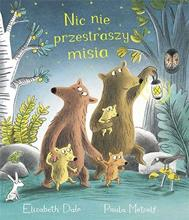 Nic nie
przestraszy
misia
Elizabeth Dale
Paula Metcalf